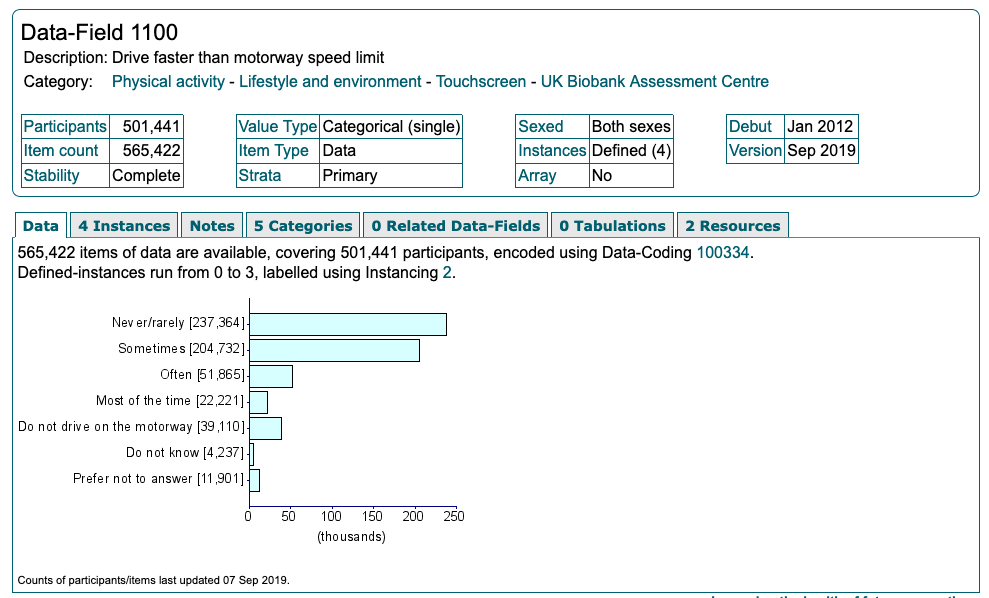 Data-Field 1100
Description: Drive faster than motorway speed limit
Category: Physical activity - Lifestyle and environment - Touchscreen - UK Biobank Assessment Centre
Participants 501,441 Value Type Categorical (single) Sexed Both sexes Debut Jan 2012
Item count 565,422 Item Type Data Instances Defined (4) Version Sep 2019
Stability Complete Strata Primary Array No
Data 4 Instances Notes 5 Categories 0 Related Data-Fields 0 Tabulations 2 Resources
565,422 items of data are available, covering 501,441 participants, encoded using Data-Coding 100334.
Defined-instances run from 0 to 3, labelled using Instancing 2.
Never/rarely [237,364]
Sometimes [204,732]
Often [51,865]
Most of the time [22,221]
Do not drive on the motorway [39,110]
Do not know [4,237]
Prefer not to answer [11,901]
0 50 100 150 200 250
(thousands)
Counts of participants/items last updated 07 Sep 2019.